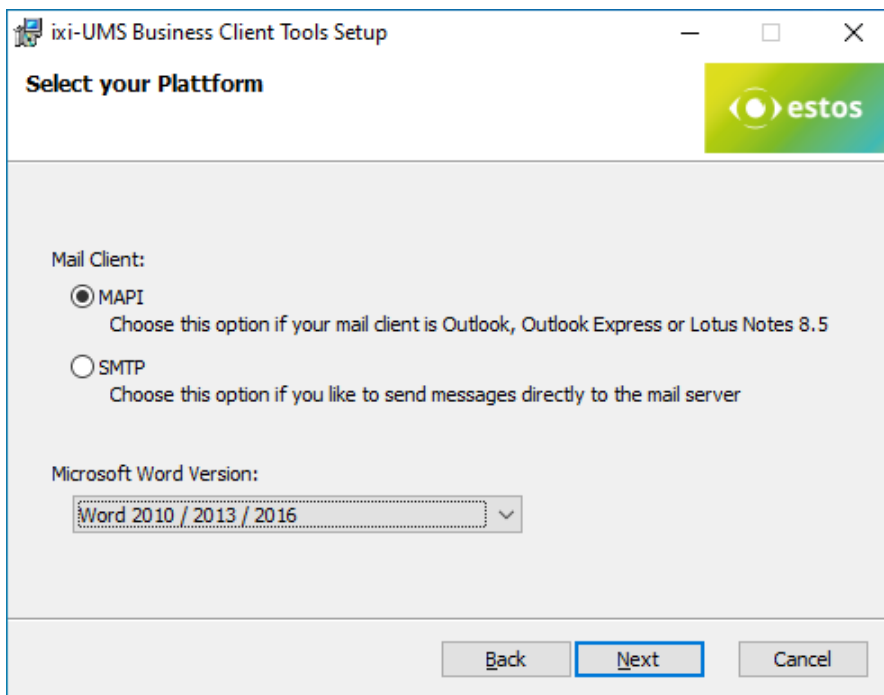 ixi-UMS Business Client Tools Setup
Select your Plattform
estos
Mail Client:
MAPI
Choose this option if your mail client is Outlook, Outlook Express or Lotus Notes 8.5
SMTP
Choose this option if you like to send messages directly to the mail server
Microsoft Word Version:
Word 2010 / 2013 / 2016
Back Next Cancel